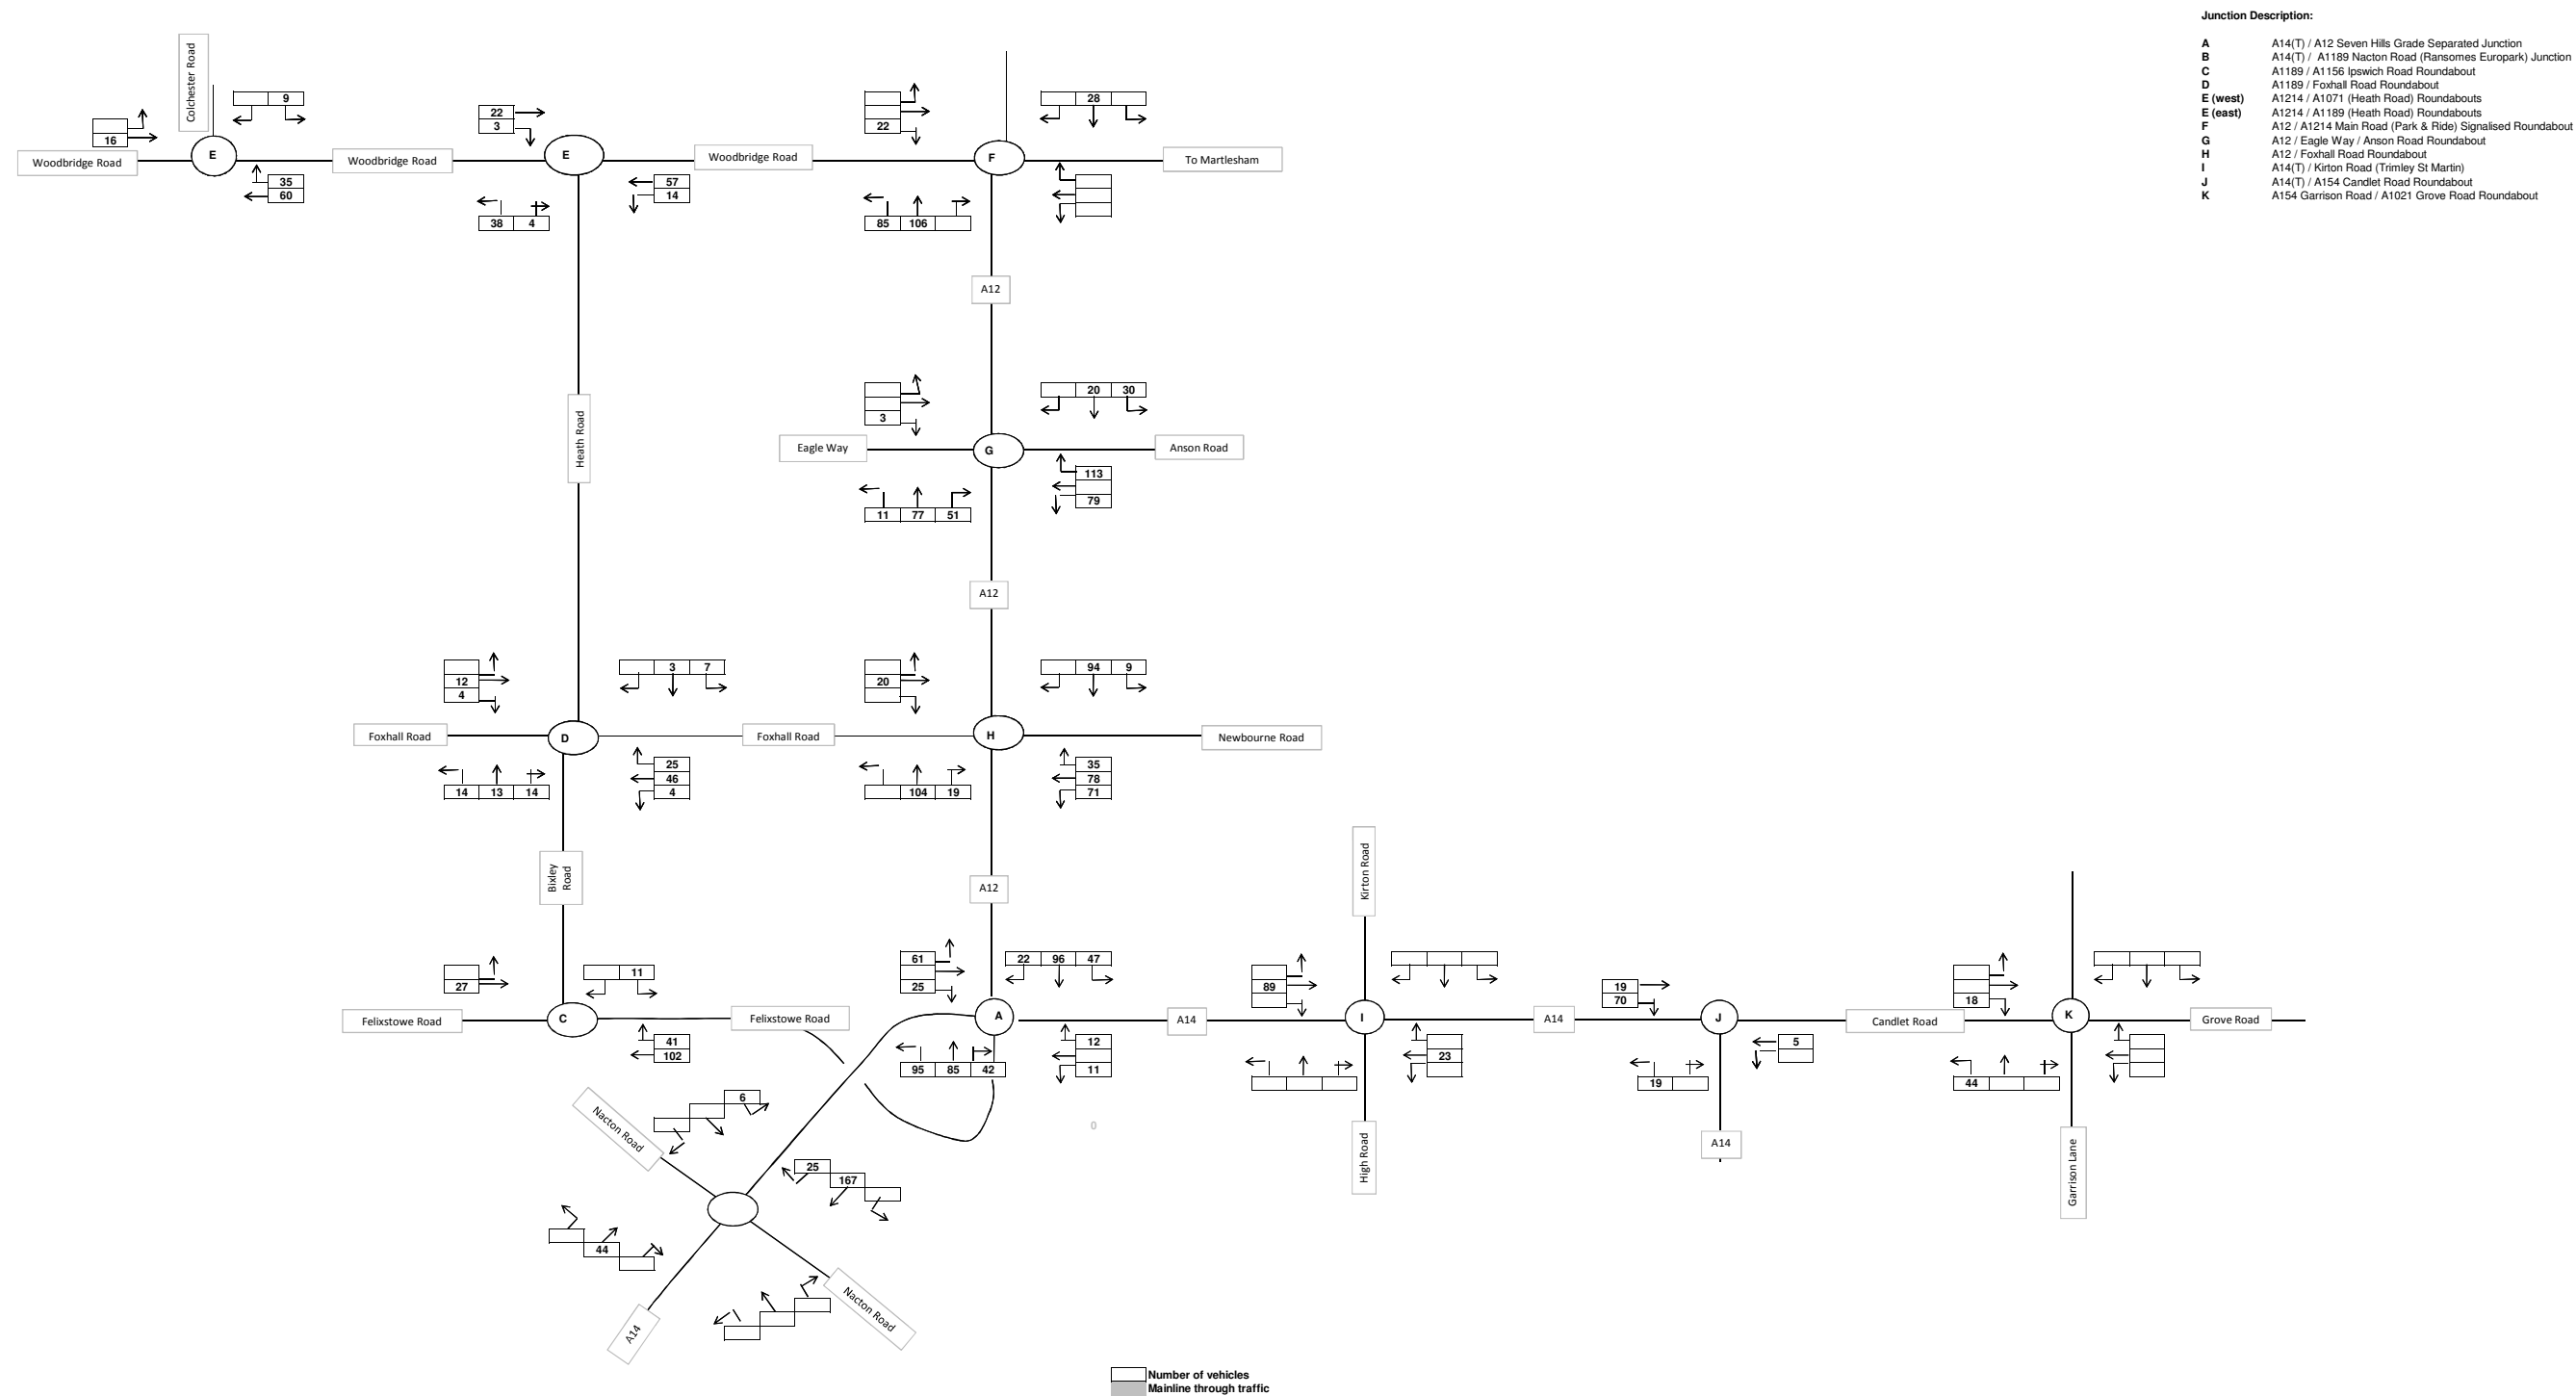 Junction Description:
A A14(T) / A12 Seven Hills Grade Separated Junction
B A14(T) / A1189 Nacton Road (Ransomes Europark) Junction
C A1189 / A1156 Ipswich Road Roundabout
D A1189 / Foxhall Road Roundabout
E (west) A1214 / A1071 (Heath Road) Roundabouts
E (east) A1214 / A1189 (Heath Road) Roundabouts
F A12 / A1214 Main Road (Park & Ride) Signalised Roundabout
G A12 / Eagle Way / Anson Road Roundabout
H A12 / Foxhall Road Roundabout
I A14(T) / Kirton Road (Trimley St Martin)
J A14(T) / A154 Candlet Road Roundabout
K A154 Garrison Road / A1021 Grove Road Roundabout
Colchester Road
9
16
Woodbridge Road
E
35
60
Woodbridge Road
22
3
E
57
14
38 4
Woodbridge Road
22
28
F
To Martlesham
85 106
A12
Heath Road
3
20 30
Eagle Way
G
Anson Road
113
79
11 77 51
A12
12
4
3 7
Foxhall Road
D
Foxhall Road
25
46
4
14 13 14
20
94 9
H
Newbourne Road
35
78
71
104 19
Bixley
Road
A12
27
11
Felixstowe Road
C
Felixstowe Road
41
102
61
25
22 96 47
A
A14
95 85 42
12
11
0
Kirton Road
89
I
23
High Road
A14
19
70
J
5
19
A14
Candlet Road
18
K
Grove Road
44
Garrison Lane
Nacton Road
6
25
167
44
A14
Nacton Road
Number of vehicles
Mainline through traffic